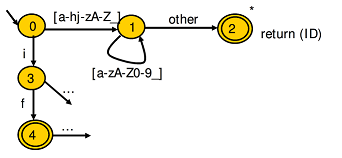 [a-hj-zA-Z_]
other
*
0
1
2
return (ID)
i
[a-zA-Z0-9_]
3
...
f
4
...